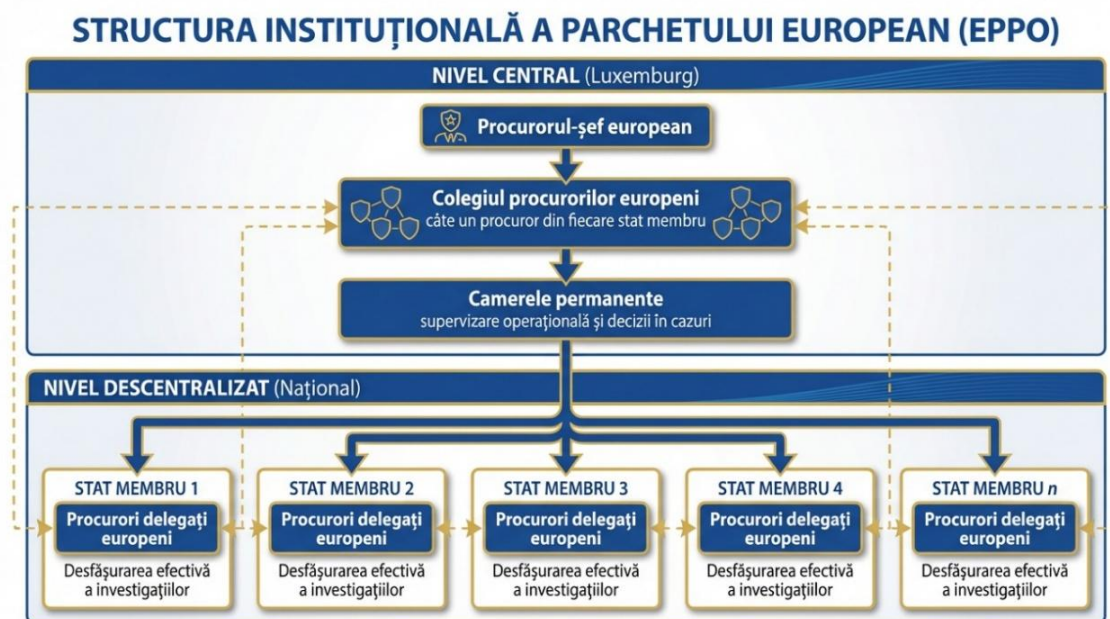 STRUCTURA INSTITUȚIONALĂ A PARCHETULUI EUROPEAN (EPPO)
NIVEL CENTRAL (Luxemburg)
Procurorul-șef european
Colegiul procurorilor europeni
câte un procuror din fiecare stat membru
Camerele permanente
supervizare operațională și decizii în cazuri
NIVEL DESCENTRALIZAT (Național)
STAT MEMBRU 1
Procurori delegați
europeni
Desfășurarea efectivă
a investigațiilor
STAT MEMBRU 2
Procurori delegați
europeni
Desfășurarea efectivă
a investigațiilor
STAT MEMBRU 3
Procurori delegați
europeni
Desfășurarea efectivă
a investigațiilor
STAT MEMBRU 4
Procurori delegați
europeni
Desfășurarea efectivă
a investigațiilor
STAT MEMBRU n
Procurori delegați
europeni
Desfășurarea efectivă
a investigațiilor